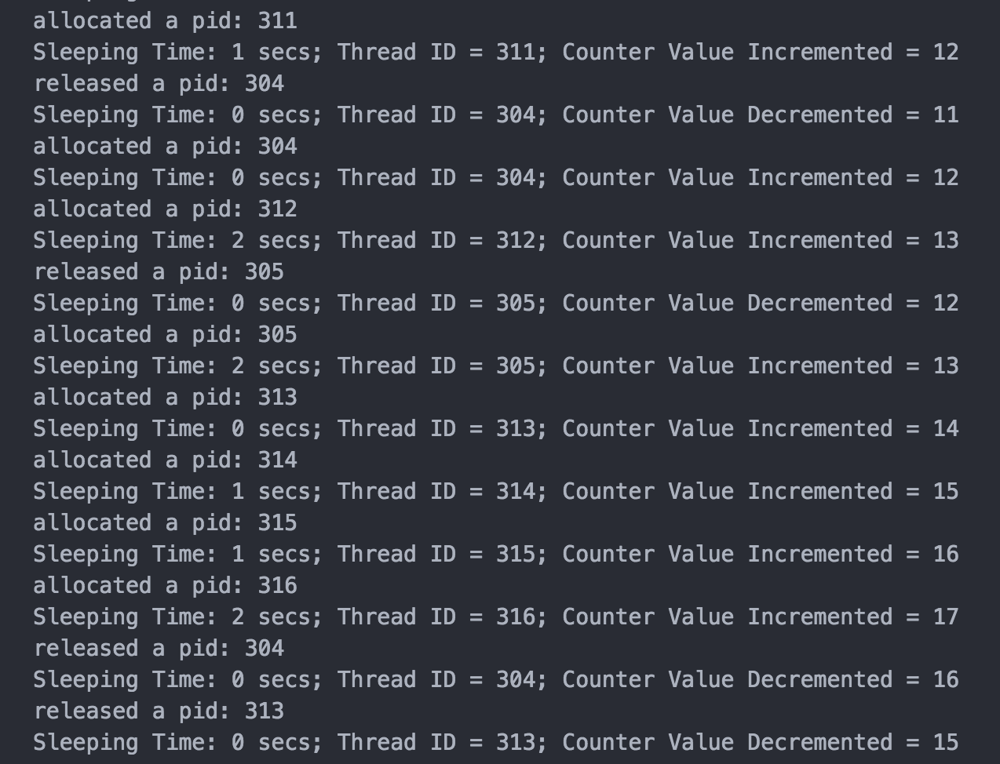 allocated a pid: 311
Sleeping Time: 1 secs; Thread ID = 311; Counter Value Incremented = 12
released a pid: 304
Sleeping Time: 0 secs; Thread ID = 304; Counter Value Decremented = 11
allocated a pid: 304
Sleeping Time: 0 secs; Thread ID = 304; Counter Value Incremented = 12
allocated a pid: 312
Sleeping Time: 2 secs; Thread ID = 312; Counter Value Incremented = 13
released a pid: 305
Sleeping Time: 0 secs; Thread ID = 305; Counter Value Decremented = 12
allocated a pid: 305
Sleeping Time: 2 secs; Thread ID = 305; Counter Value Incremented = 13
allocated a pid: 313
Sleeping Time: 0 secs; Thread ID = 313; Counter Value Incremented = 14
allocated a pid: 314
Sleeping Time: 1 secs; Thread ID = 314; Counter Value Incremented = 15
allocated a pid: 315
Sleeping Time: 1 secs; Thread ID = 315; Counter Value Incremented = 16
allocated a pid: 316
Sleeping Time: 2 secs; Thread ID = 316; Counter Value Incremented = 17
released a pid: 304
Sleeping Time: 0 secs; Thread ID = 304; Counter Value Decremented = 16
released a pid: 313
Sleeping Time: 0 secs; Thread ID = 313; Counter Value Decremented = 15